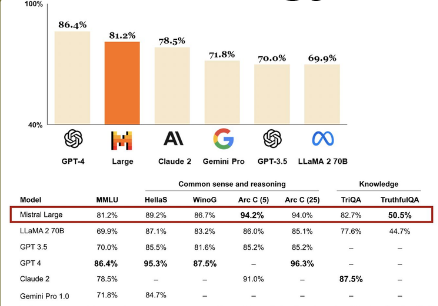 100%
86.4%
81.2%
78.5%
71.8%
70.0%
69.9%
40%
GPT-4 Large Claude 2 Gemini Pro GPT-3.5 LLaMA 2 70B
Common sense and reasoning Knowledge
Model MMLU HellaS WinoG Arc C (5) Arc C (25) TriQA TruthfulQA
Mistral Large 81.2% 89.2% 86.7% 94.2% 94.0% 82.7% 50.5%
LLaMA 2 70B 69.9% 87.1% 83.2% 86.0% 85.1% 77.6% 44.7%
GPT 3.5 70.0% 85.5% 81.6% 85.2% 85.2% – –
GPT 4 86.4% 95.3% 87.5% – 96.3% – –
Claude 2 78.5% – – 91.0% – 87.5% –
Gemini Pro 1.0 71.8% 84.7% – – – – –